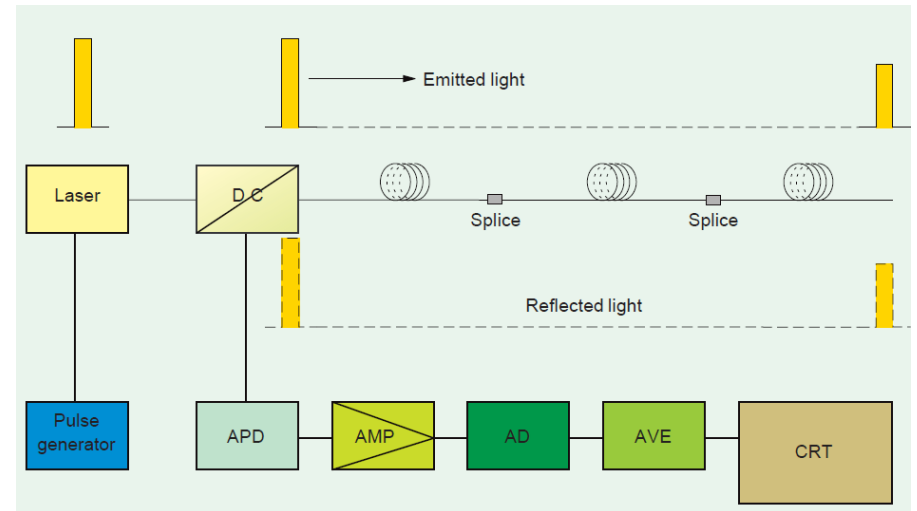 Emitted light
Laser
D C
Splice
Splice
Reflected light
Pulse
generator
APD
AMP
AD
AVE
CRT